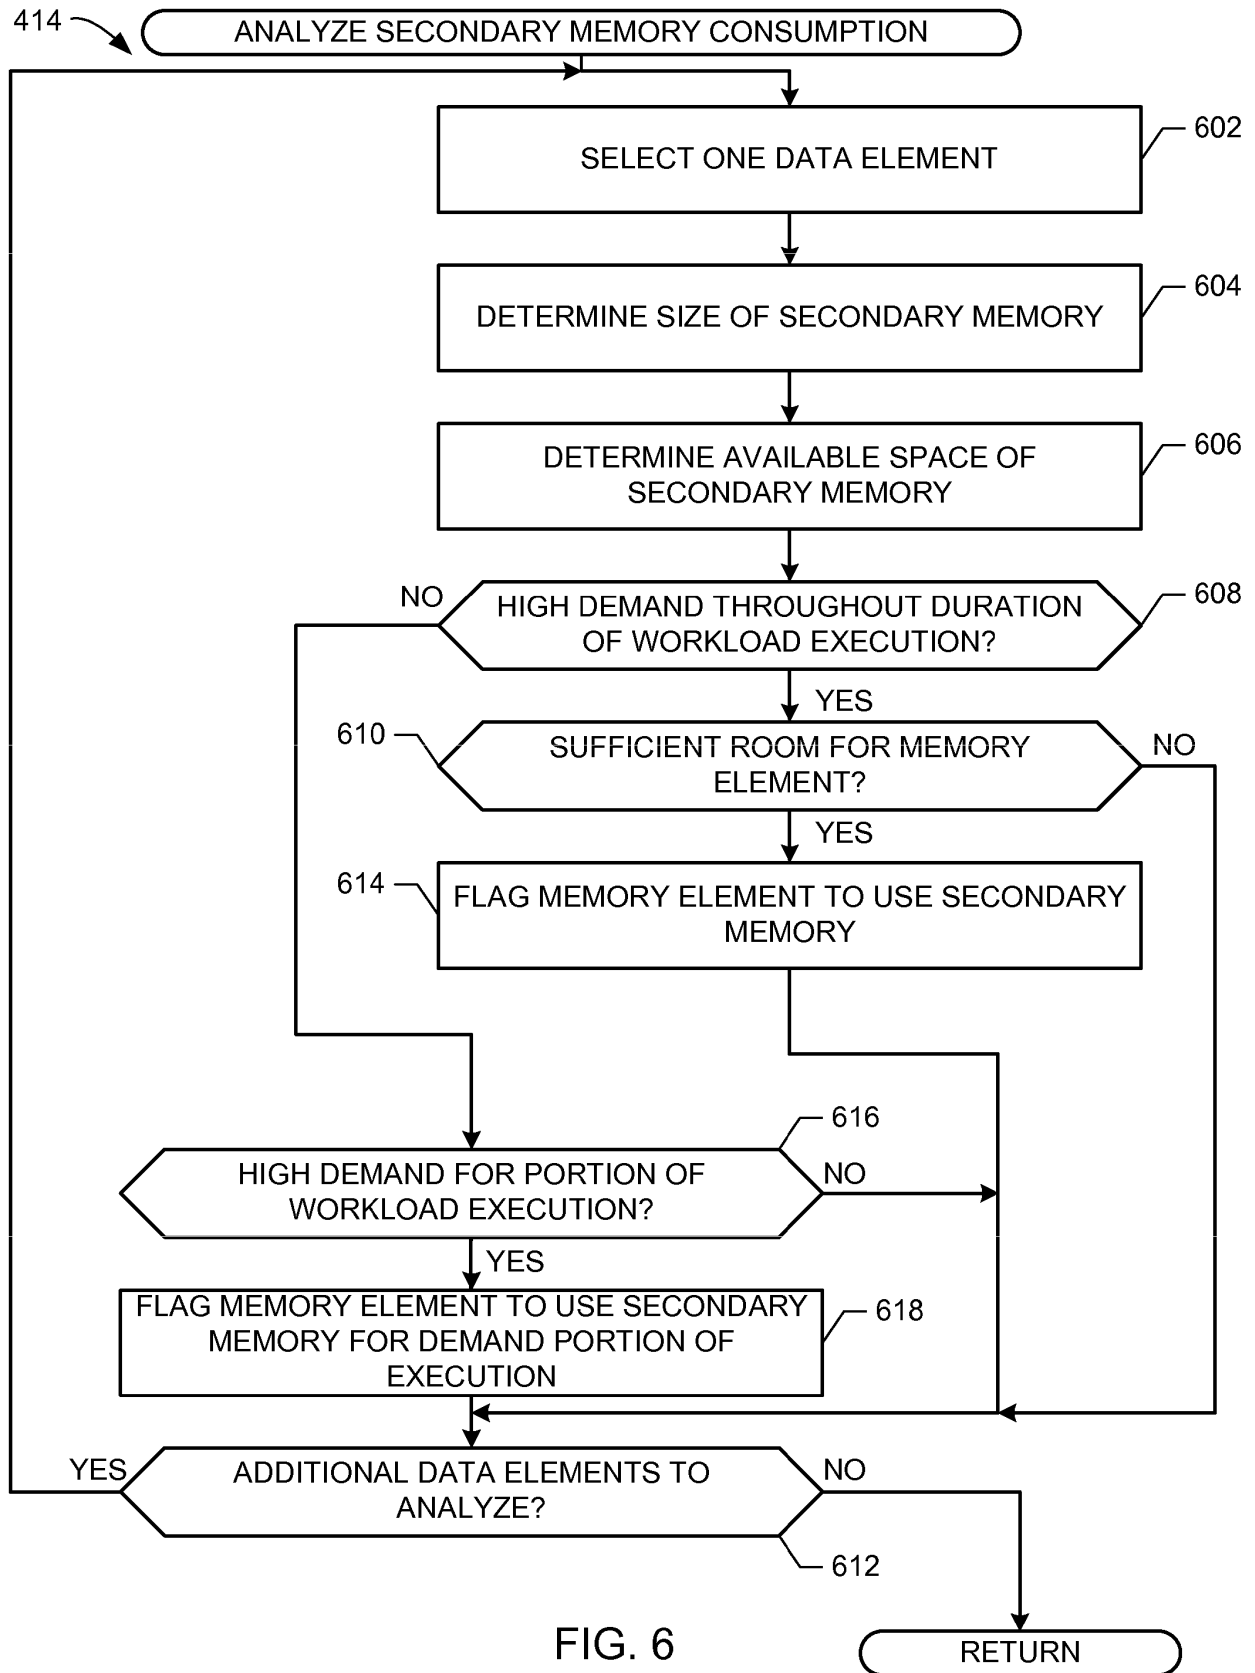 414
ANALYZE SECONDARY MEMORY CONSUMPTION
602
SELECT ONE DATA ELEMENT
604
DETERMINE SIZE OF SECONDARY MEMORY
606
DETERMINE AVAILABLE SPACE OF
SECONDARY MEMORY
NO
HIGH DEMAND THROUGHOUT DURATION
OF WORKLOAD EXECUTION?
608
YES
610
SUFFICIENT ROOM FOR MEMORY
ELEMENT?
NO
YES
614
FLAG MEMORY ELEMENT TO USE SECONDARY
MEMORY
616
HIGH DEMAND FOR PORTION OF
WORKLOAD EXECUTION?
NO
YES
FLAG MEMORY ELEMENT TO USE SECONDARY
MEMORY FOR DEMAND PORTION OF
EXECUTION
618
YES
ADDITIONAL DATA ELEMENTS TO
ANALYZE?
NO
612
FIG. 6
RETURN